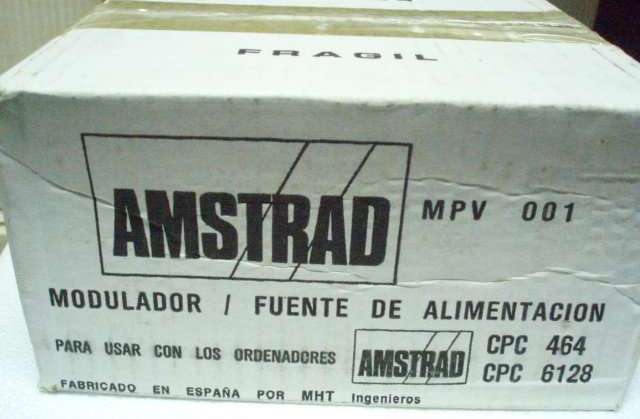 FRAGIL
AMSTRAD
MPV 001
MODULADOR / FUENTE DE ALIMENTACION
PARA USAR CON LOS ORDENADORES AMSTRAD CPC 464
CPC 6128
FABRICADO EN ESPAÑA POR MHT Ingenieros